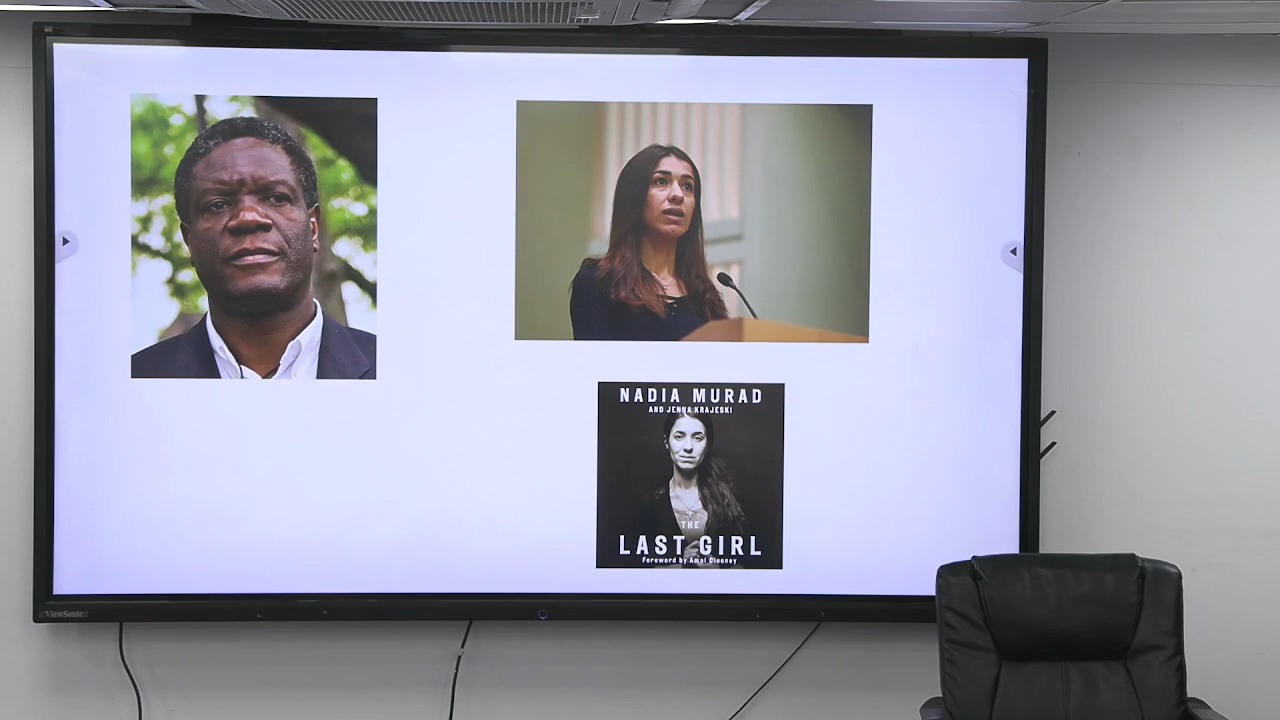 NADIA MURAD
AND JENNA KRAJESKI
THE
LAST GIRL
Foreword by Amal Clooney
ViewSonic